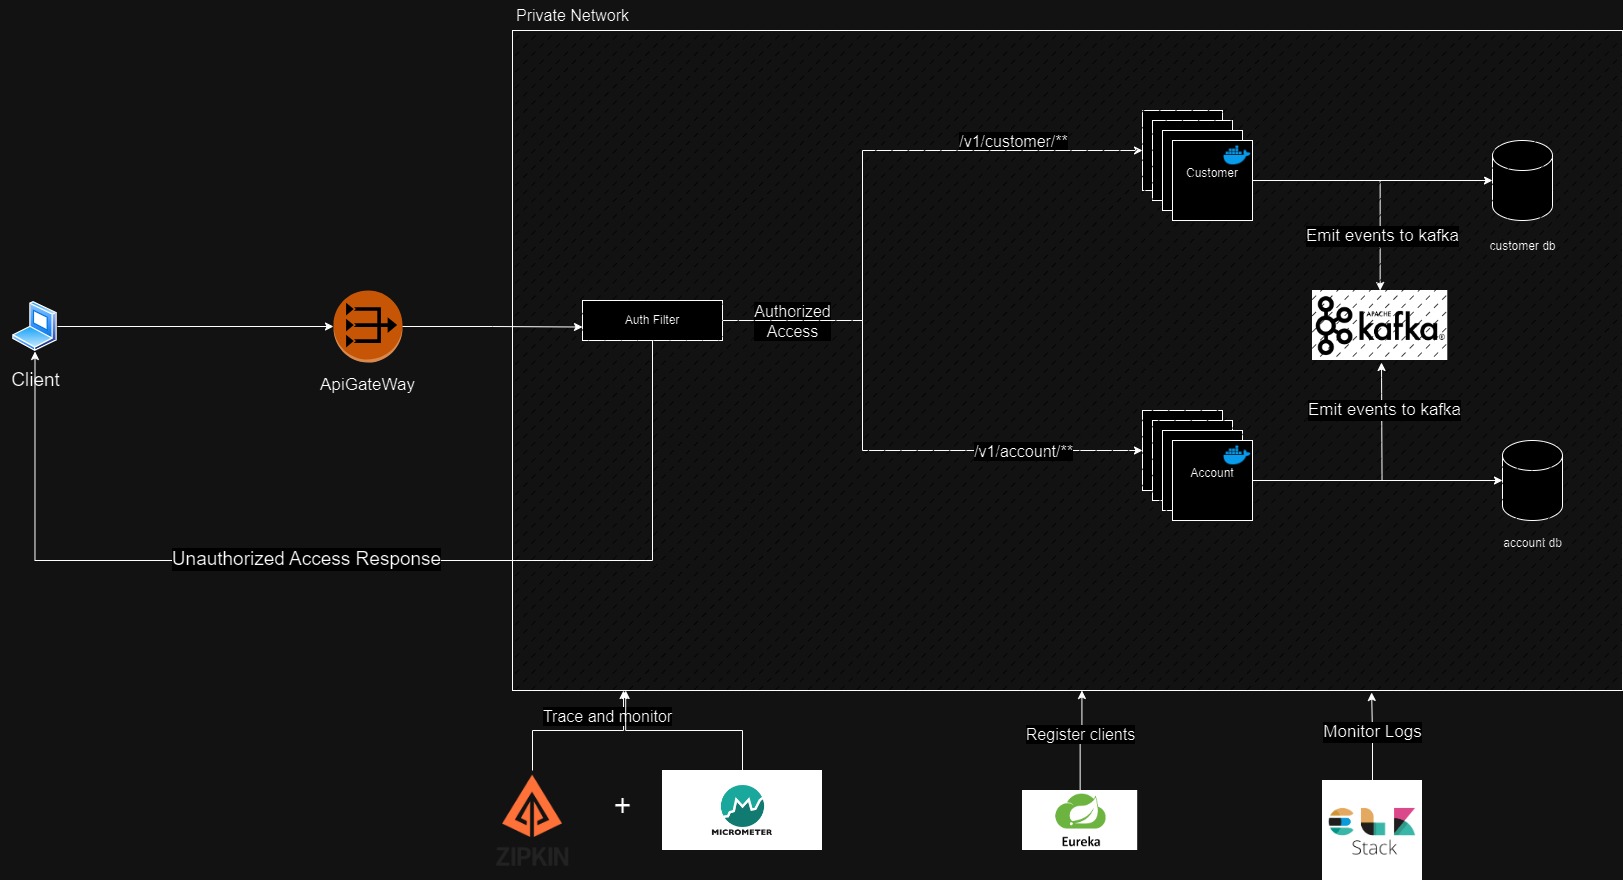 Private Network
/v1/customer/**
Customer
Emit events to kafka
customer db
Client
ApiGateWay
Auth Filter
Authorized
Access
APACHE
kafka®
Emit events to kafka
/v1/account/**
Account
account db
Unauthorized Access Response
Trace and monitor
Register clients
Monitor Logs
ZIPKIN
+
MICROMETER
Eureka
ELK
Stack